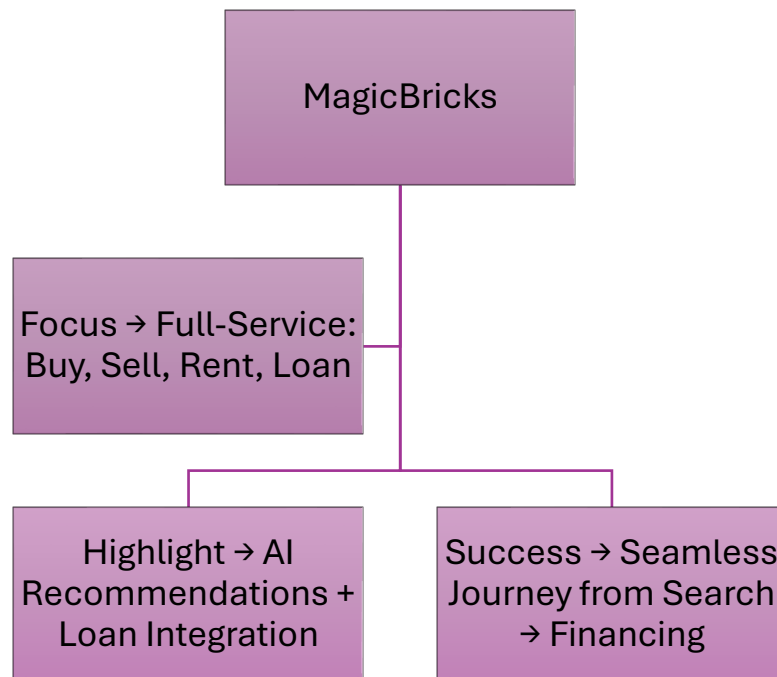 MagicBricks
Focus → Full-Service:
Buy, Sell, Rent, Loan
Highlight → AI
Recommendations +
Loan Integration
Success → Seamless
Journey from Search
→ Financing